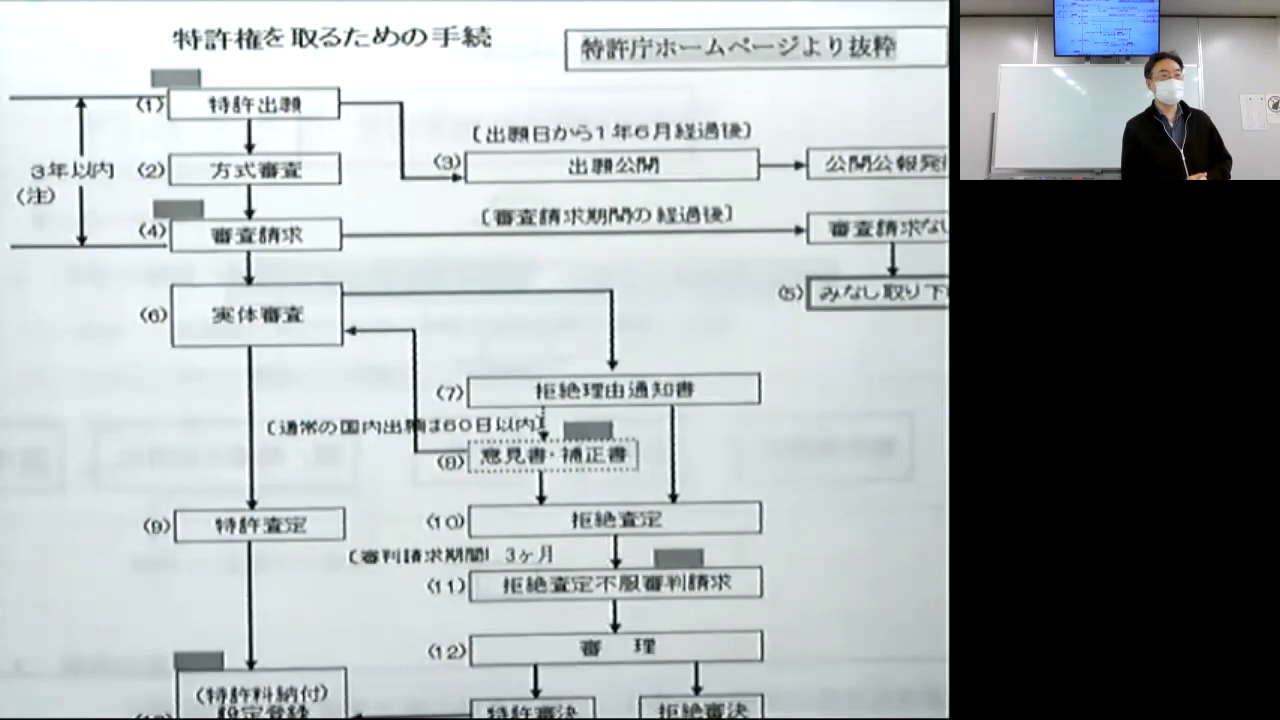 特許権を取るための手続
特許庁ホームページより抜粋
(1) 特許出願
〔出願日から1年6月経過後〕
3年以内
(注)
(2) 方式審査
(3) 出願公開
公開公報発
(4) 審査請求
〔審査請求期間の経過後〕
審査請求な
(5) みなし取り下
(6) 実体審査
(7) 拒絶理由通知書
〔通常の国内出願は60日以内〕
(8) 意見書・補正書
(9) 特許査定
(10) 拒絶査定
〔審判請求期間 3ヶ月
(11) 拒絶査定不服審判請求
(12) 審 理
(特許料納付)
設定登録
特許審決
拒絶審決